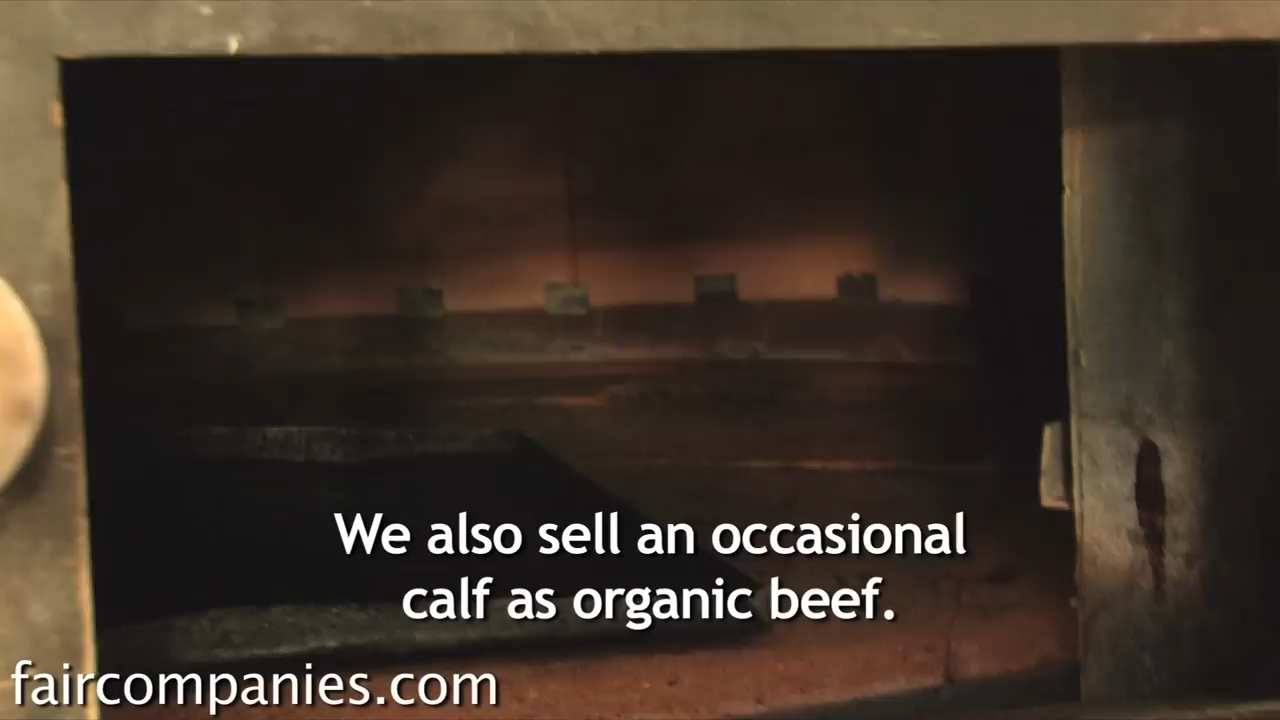 We also sell an occasional
calf as organic beef.
faircompanies.com